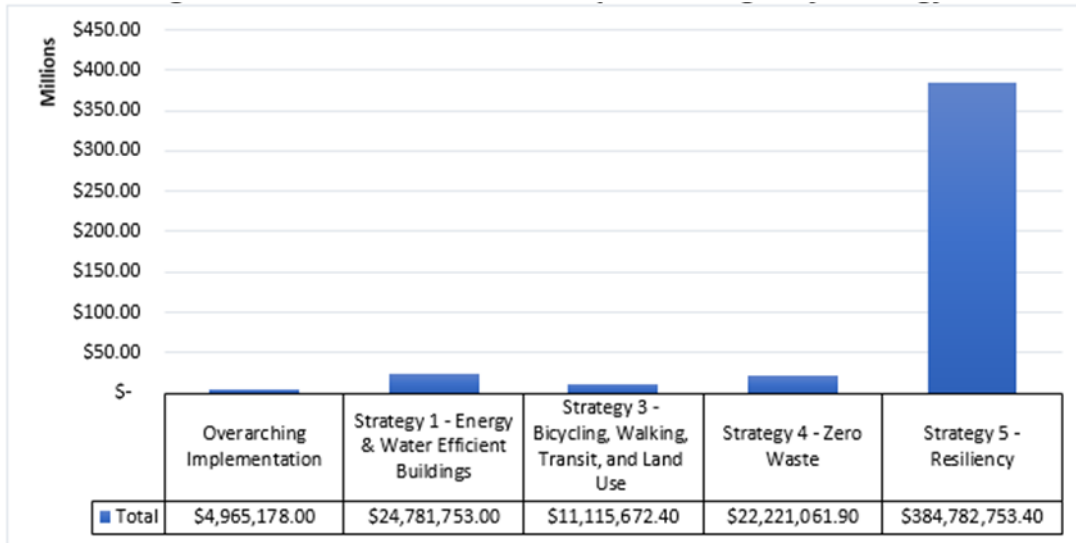 Millions
$450.00
$400.00
$350.00
$300.00
$250.00
$200.00
$150.00
$100.00
$50.00
$-
Overarching
Implementation
Strategy 1 - Energy
& Water Efficient
Buildings
Strategy 3 -
Bicycling, Walking,
Transit, and Land
Use
Strategy 4 - Zero
Waste
Strategy 5 -
Resiliency
Total $4,965,178.00 $24,781,753.00 $11,115,672.40 $22,221,061.90 $384,782,753.40